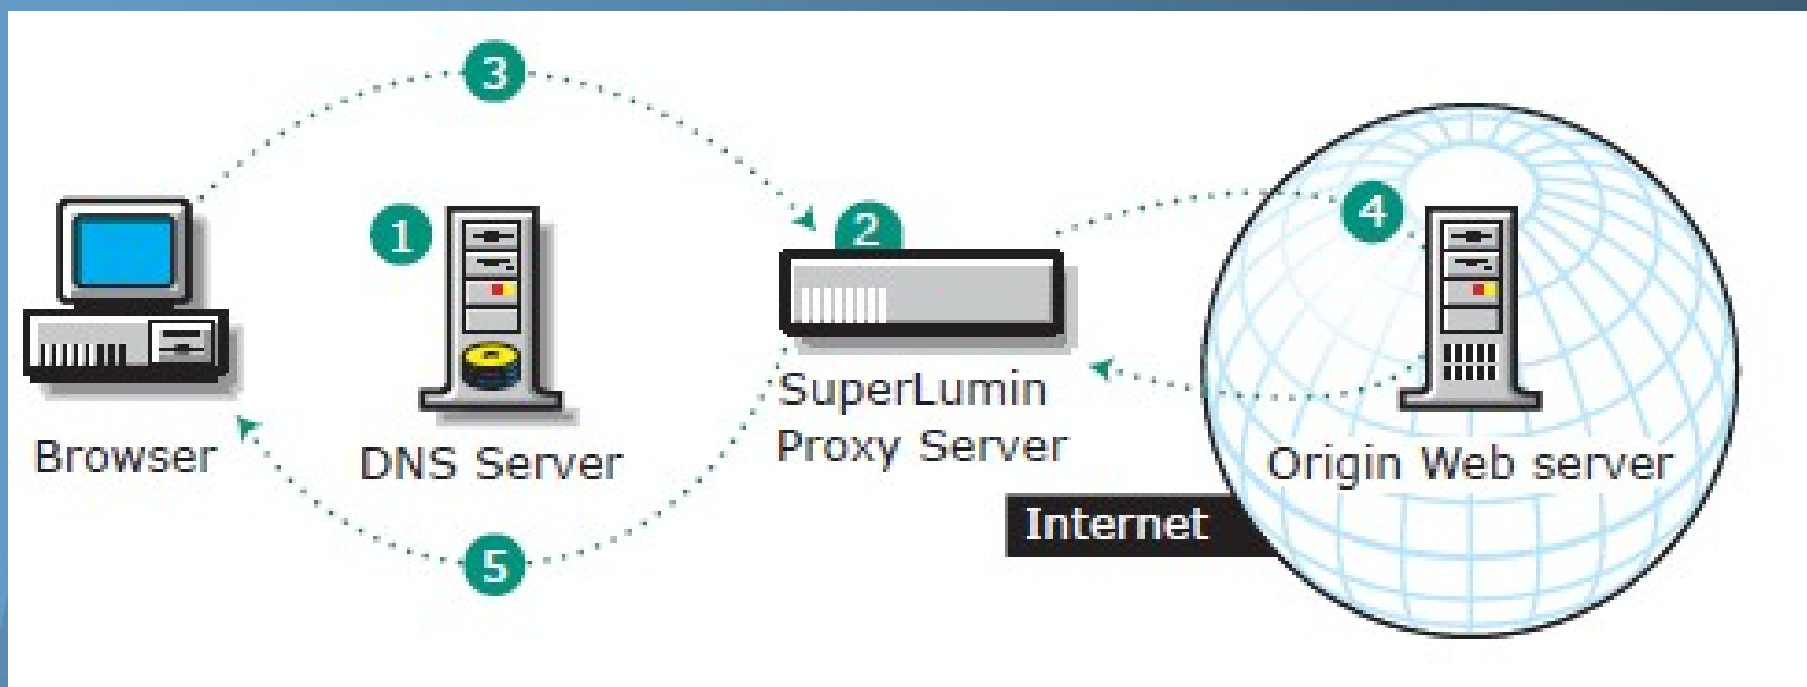 3
1
2
4
Browser
DNS Server
SuperLumin
Proxy Server
Origin Web server
Internet
5